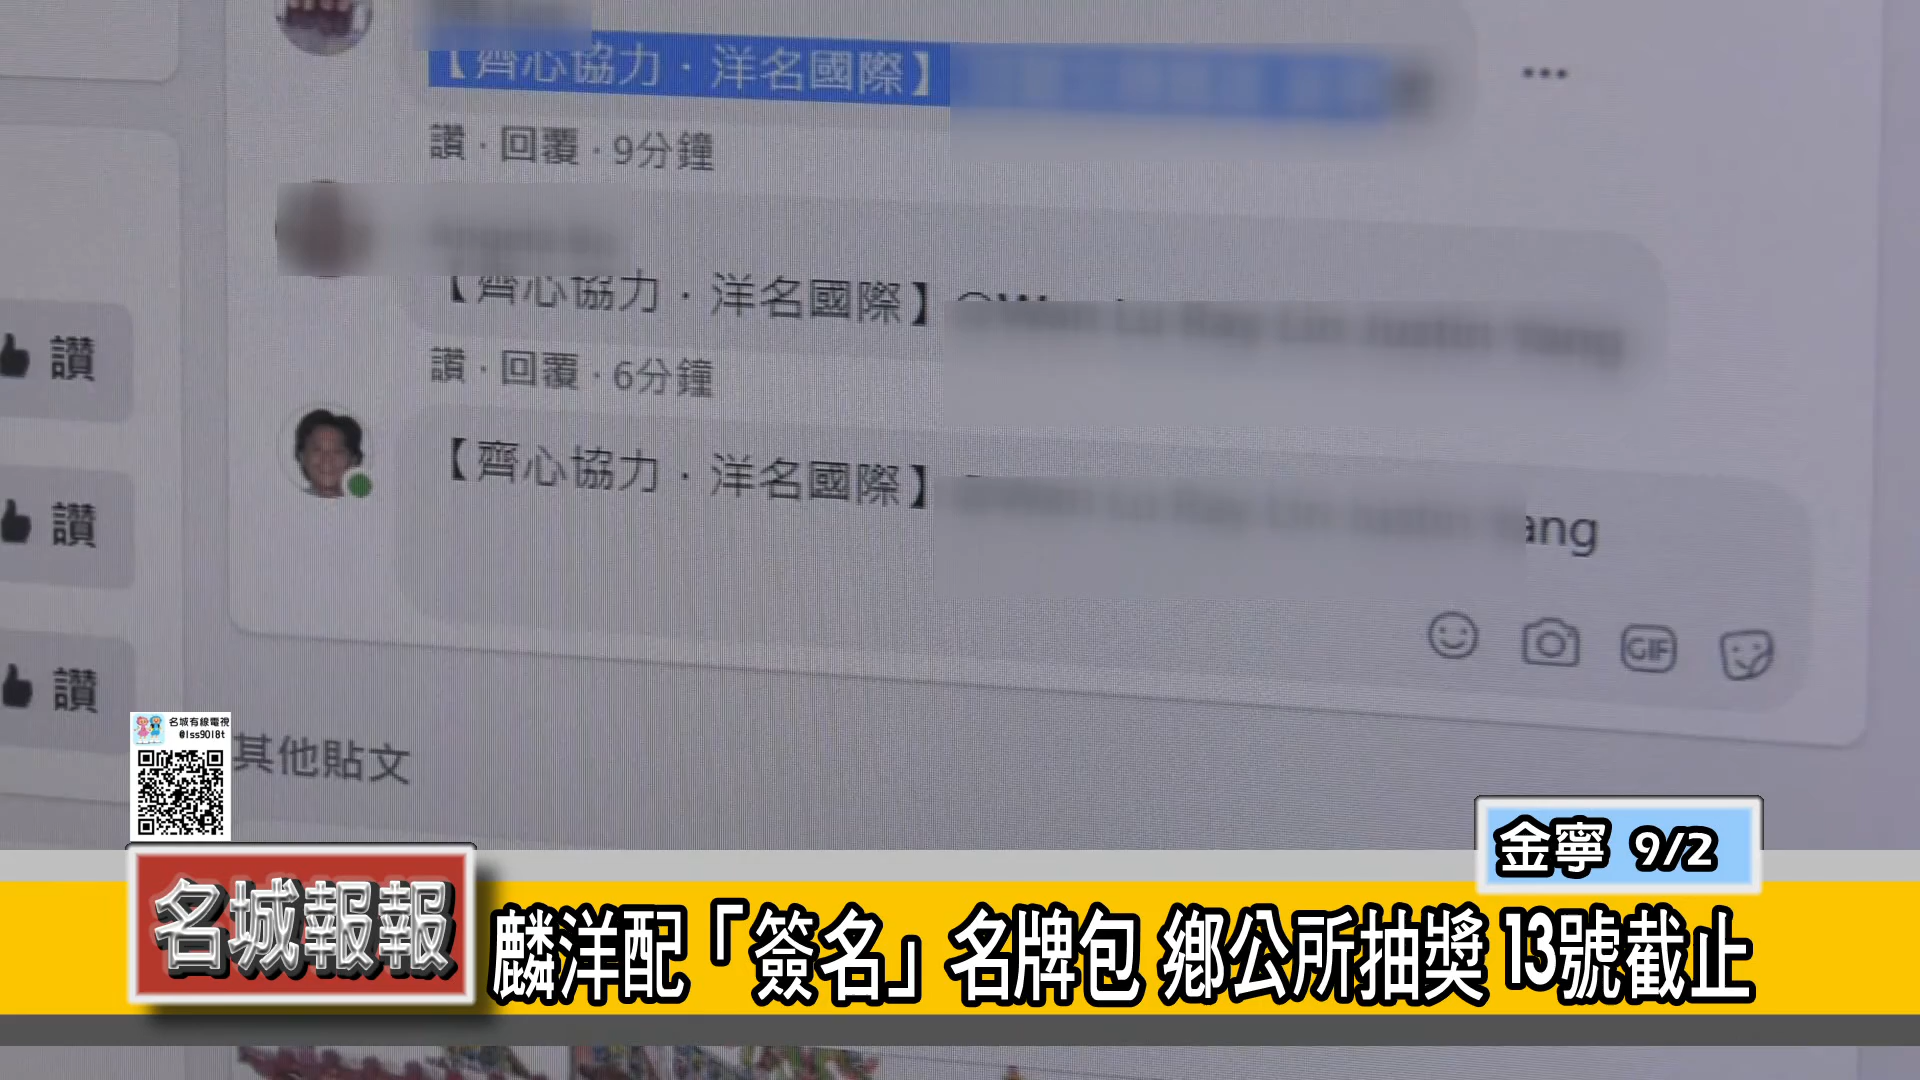 【齊心協力・洋名國際】
讚・回覆・9分鐘
【齊心協力・洋名國際】
讚・回覆・6分鐘
【齊心協力・洋名國際】
ang
GIF
讚
讚
讚
其他貼文
名城有線電視
@lss9018t
金寧 9/2
名城報報
麟洋配「簽名」名牌包 鄉公所抽獎 13號截止